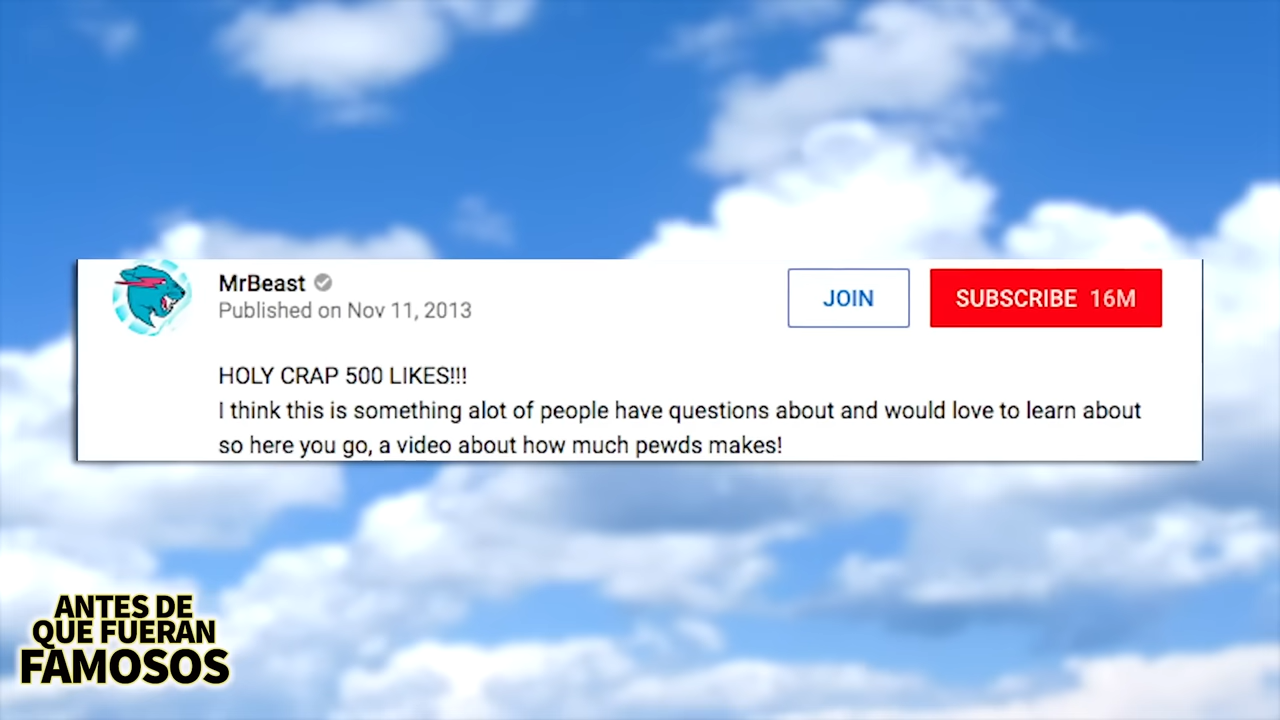 MrBeast
Published on Nov 11, 2013
JOIN
SUBSCRIBE 16M
HOLY CRAP 500 LIKES!!!
I think this is something alot of people have questions about and would love to learn about
so here you go, a video about how much pewds makes!
ANTES DE
QUE FUERAN
FAMOSOS